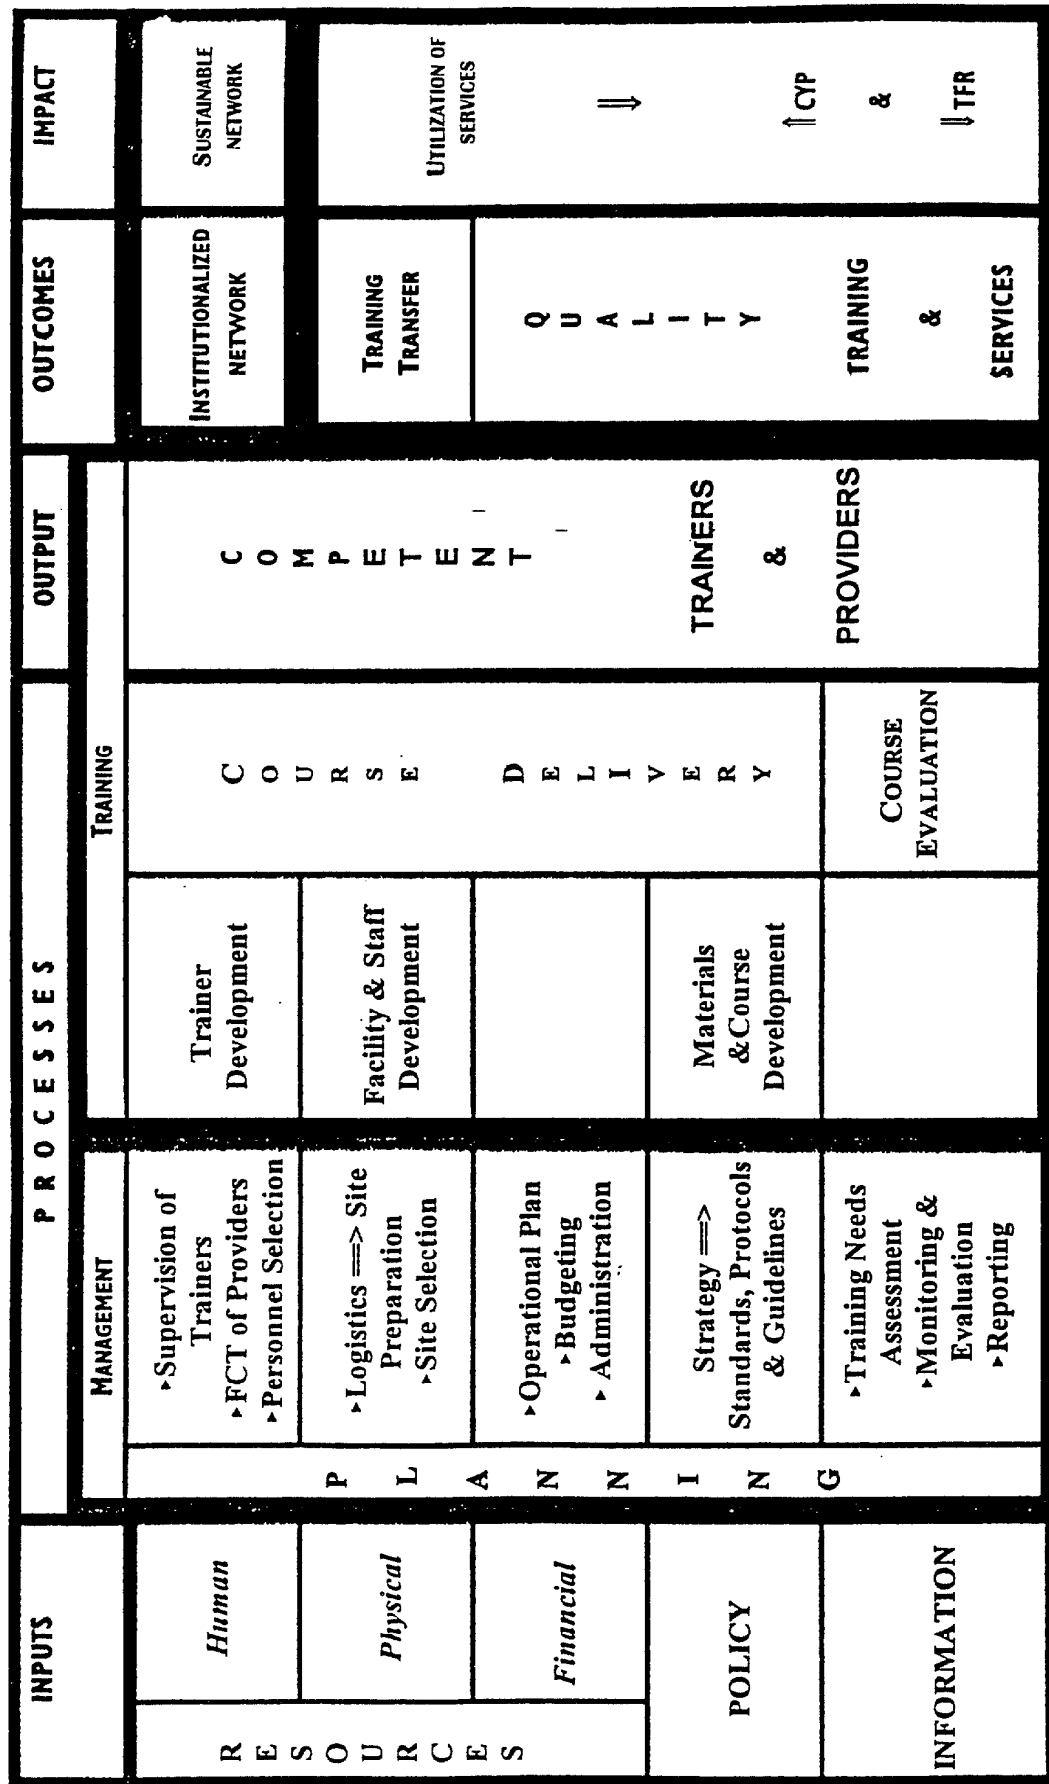 INPUTS
P R O C E S S E S
OUTPUT
OUTCOMES
IMPACT
MANAGEMENT
TRAINING
RESOURCES
Human
Physical
Financial
POLICY
INFORMATION
PLANNING
▸Supervision of
Trainers
▸FCT of Providers
▸Personnel Selection
▸Logistics ==> Site
Preparation
▸Site Selection
▸Operational Plan
▸Budgeting
▸Administration
Strategy ==>
Standards, Protocols
& Guidelines
▸Training Needs
Assessment
▸Monitoring &
Evaluation
▸Reporting
Trainer
Development
Facility & Staff
Development
Materials
&Course
Development
COURSE
DELIVERY
COURSE
EVALUATION
COMPETENT
TRAINERS
&
PROVIDERS
INSTITUTIONALIZED
NETWORK
TRAINING
TRANSFER
QUALITY
TRAINING
&
SERVICES
SUSTAINABLE
NETWORK
UTILIZATION OF
SERVICES
⇓
⇑CYP
&
⇓TFR